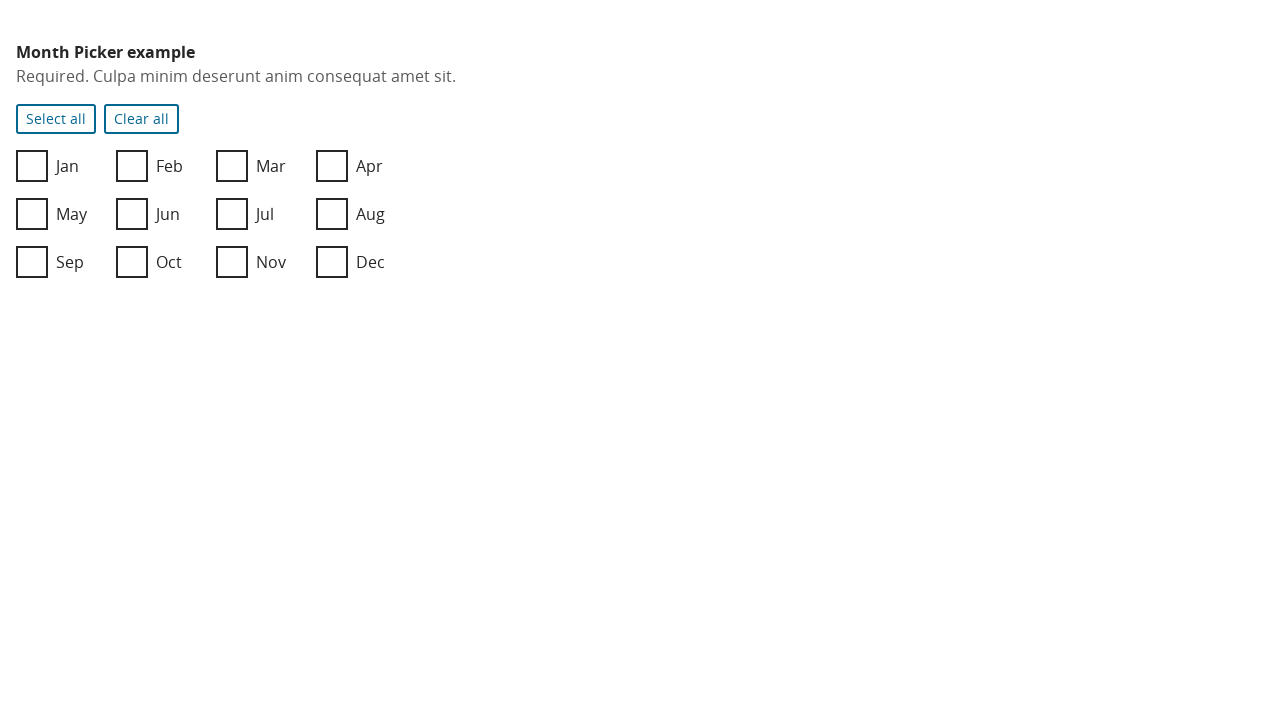 Month Picker example
Required. Culpa minim deserunt anim consequat amet sit.
Select all Clear all
Jan Feb Mar Apr
May Jun Jul Aug
Sep Oct Nov Dec